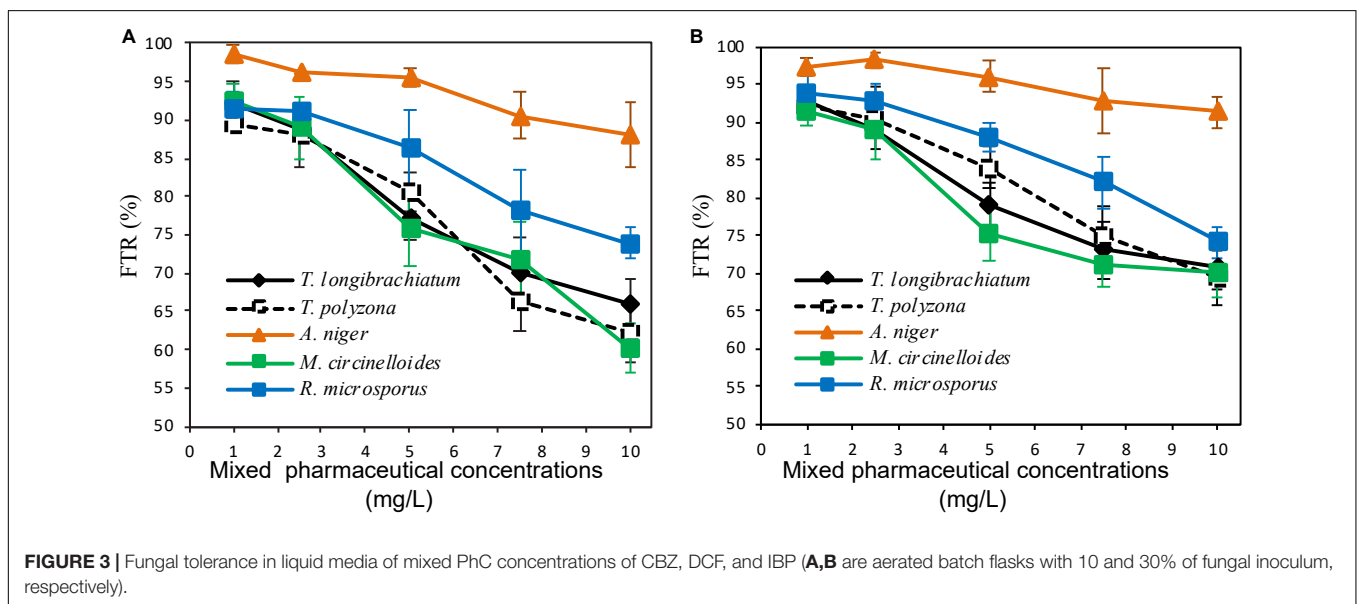 A
100
95
90
85
80
75
70
65
60
55
50
FTR (%)
T. longibrachiatum
T. polyzona
A. niger
M. circinelloides
R. microsporus
0 1 2 3 4 5 6 7 8 9 10
Mixed pharmaceutical concentrations
(mg/L)
B
100
95
90
85
80
75
70
65
60
55
50
FTR (%)
T. longibrachiatum
T. polyzona
A. niger
M. circinelloides
R. microsporus
0 1 2 3 4 5 6 7 8 9 10
Mixed pharmaceutical concentrations
(mg/L)
FIGURE 3 | Fungal tolerance in liquid media of mixed PhC concentrations of CBZ, DCF, and IBP (A,B are aerated batch flasks with 10 and 30% of fungal inoculum,
respectively).